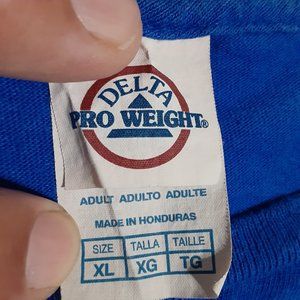 DELTA
PRO WEIGHT®
ADULT ADULTO ADULTE
MADE IN HONDURAS
SIZE TALLA TAILLE
XL XG TG